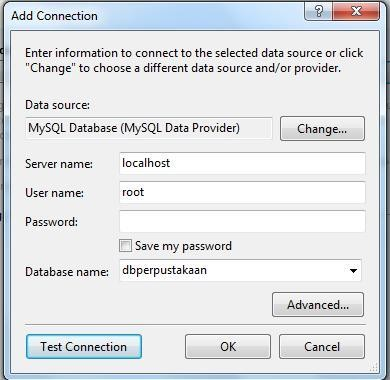 Add Connection
?
Enter information to connect to the selected data source or click
"Change" to choose a different data source and/or provider.
Data source:
MySQL Database (MySQL Data Provider)
Change...
Server name:
localhost
User name:
root
Password:
Save my password
Database name:
dbperpustakaan
Advanced...
Test Connection
OK
Cancel